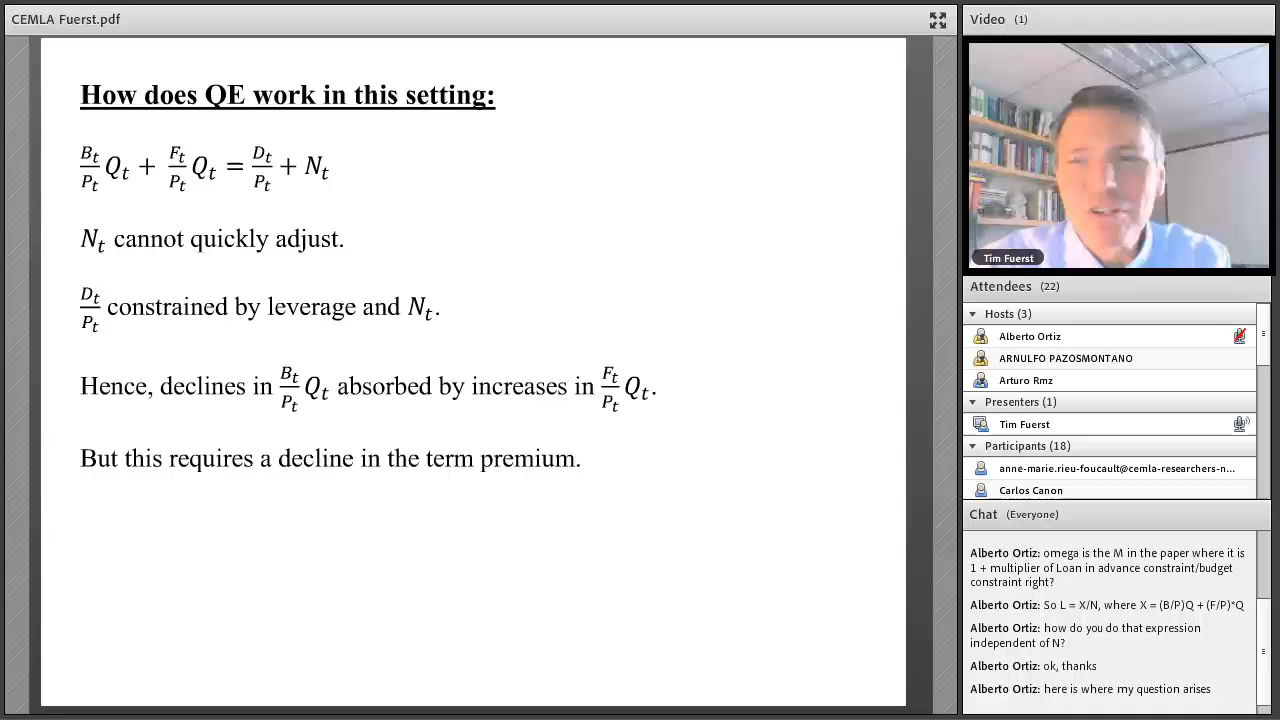 CEMLA Fuerst.pdf
How does QE work in this setting:
B_t/P_t Q_t + F_t/P_t Q_t = D_t/P_t + N_t
N_t cannot quickly adjust.
D_t/P_t constrained by leverage and N_t.
Hence, declines in B_t/P_t Q_t absorbed by increases in F_t/P_t Q_t.
But this requires a decline in the term premium.
Video (1)
Tim Fuerst
Attendees (22)
Hosts (3)
Alberto Ortiz
ARNULFO PAZOSMONTANO
Arturo Rmz
Presenters (1)
Tim Fuerst
Participants (18)
anne-marie.rieu-foucault@cemla-researchers-n...
Carlos Canon
Chat (Everyone)
Alberto Ortiz: omega is the M in the paper where it is
1 + multiplier of Loan in advance constraint/budget
constraint right?
Alberto Ortiz: So L = X/N, where X = (B/P)Q + (F/P)*Q
Alberto Ortiz: how do you do that expression
independent of N?
Alberto Ortiz: ok, thanks
Alberto Ortiz: here is where my question arises